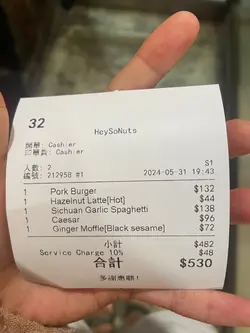 32
HeySoNuts
開單: Cashier
印單員: Cashier
S1
人數: 2
編號: 212958 #1 2024-05-31 19:43
1 Pork Burger $132
1 Hazelnut Latte[Hot] $44
1 Sichuan Garlic Spaghetti $138
1 Caesar $96
1 Ginger Moffle[Black sesame] $72
小計 $482
Service Charge 10% $48
合計 $530
多謝惠顧!